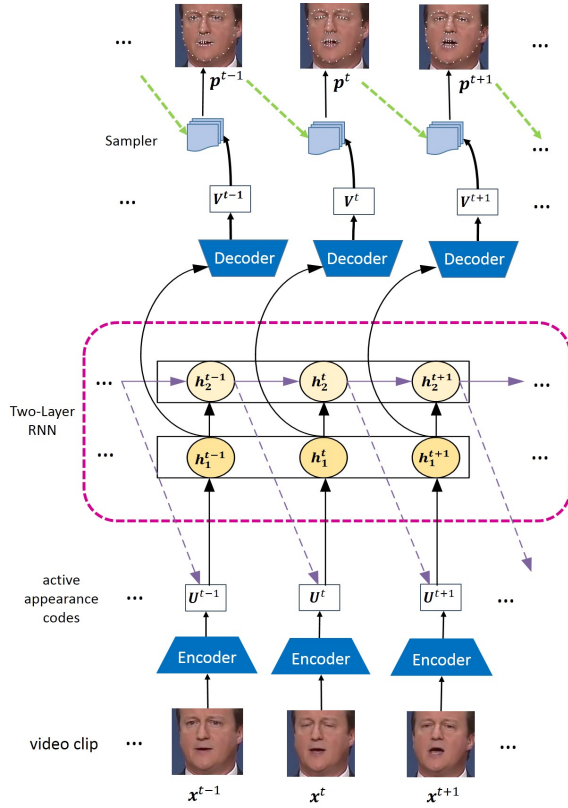 ... ...
p^{t-1} p^{t} p^{t+1}
Sampler ...
... V^{t-1} V^{t} V^{t+1} ...
Decoder Decoder Decoder
... h_2^{t-1} h_2^{t} h_2^{t+1} ...
Two-Layer
RNN
... h_1^{t-1} h_1^{t} h_1^{t+1} ...
...
active
appearance
codes
... U^{t-1} U^{t} U^{t+1} ...
Encoder Encoder Encoder
video clip ... ...
x^{t-1} x^{t} x^{t+1}